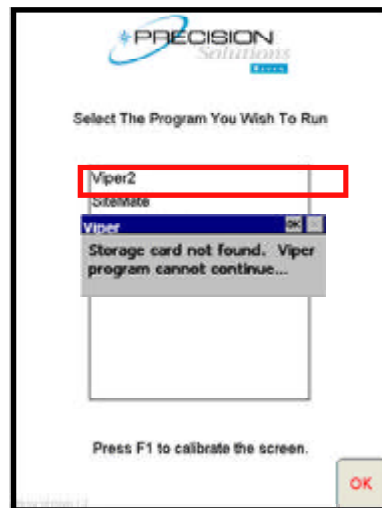 PRECISION
Solutions
Select The Program You Wish To Run
Viper2
SiteMate
Viper OK
Storage card not found. Viper
program cannot continue...
Press F1 to calibrate the screen.
OK